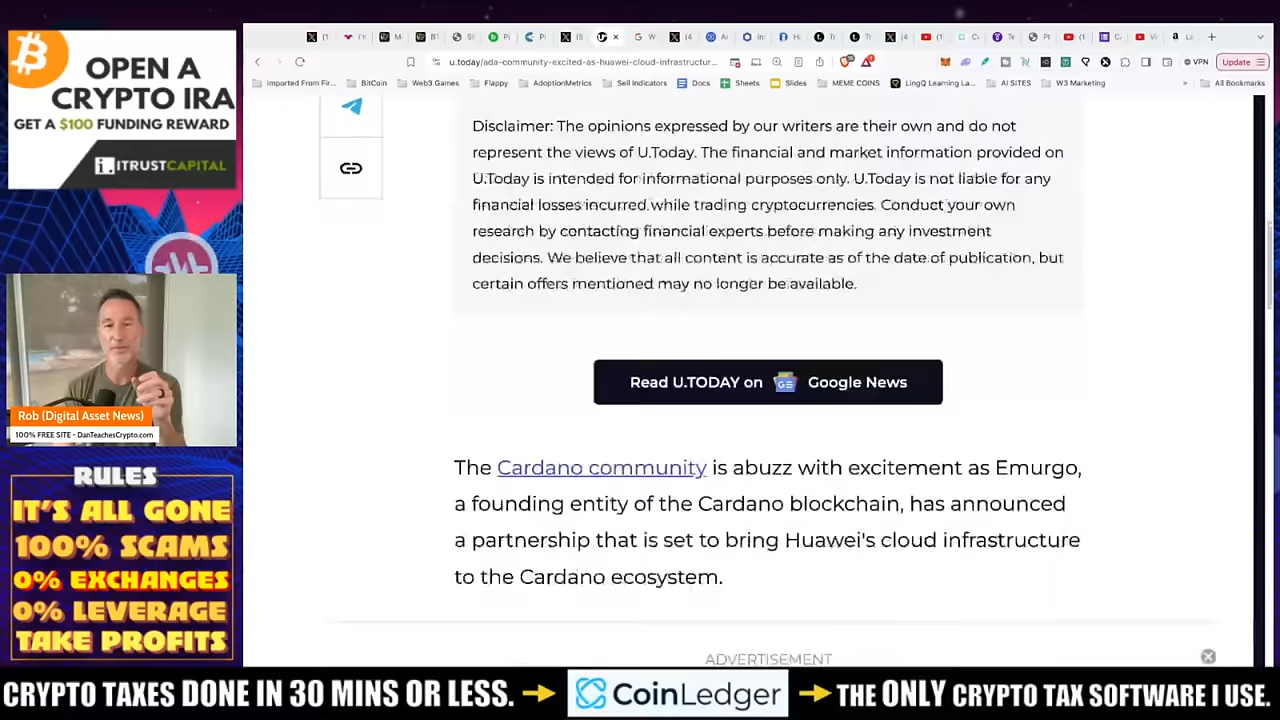 OPEN A
CRYPTO IRA
GET A $100 FUNDING REWARD
ITRUSTCAPITAL
Rob (Digital Asset News)
100% FREE SITE - DanTeachesCrypto.com
RULES
IT'S ALL GONE
100% SCAMS
0% EXCHANGES
0% LEVERAGE
TAKE PROFITS
u.today/ada-community-excited-as-huawei-cloud-infrastructur...
VPN
Update
Imported From Fir... BitCoin Web3 Games Flappy AdoptionMetrics Sell Indicators Docs Sheets Slides MEME COINS LingQ Learning La... AI SITES W3 Marketing » All Bookmarks
Disclaimer: The opinions expressed by our writers are their own and do not
represent the views of U.Today. The financial and market information provided on
U.Today is intended for informational purposes only. U.Today is not liable for any
financial losses incurred while trading cryptocurrencies. Conduct your own
research by contacting financial experts before making any investment
decisions. We believe that all content is accurate as of the date of publication, but
certain offers mentioned may no longer be available.
Read U.TODAY on Google News
The Cardano community is abuzz with excitement as Emurgo,
a founding entity of the Cardano blockchain, has announced
a partnership that is set to bring Huawei's cloud infrastructure
to the Cardano ecosystem.
ADVERTISEMENT
CRYPTO TAXES DONE IN 30 MINS OR LESS. CoinLedger THE ONLY CRYPTO TAX SOFTWARE I USE.